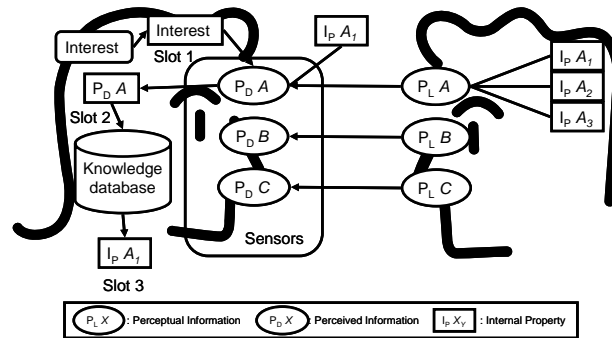 Interest
Interest
Slot 1
I_P A_1
P_D A
Slot 2
P_D A
P_L A
I_P A_1
I_P A_2
I_P A_3
P_D B
P_L B
Knowledge
database
P_D C
P_L C
Sensors
I_P A_1
Slot 3
P_L X : Perceptual Information
P_D X : Perceived Information
I_P X_Y : Internal Property